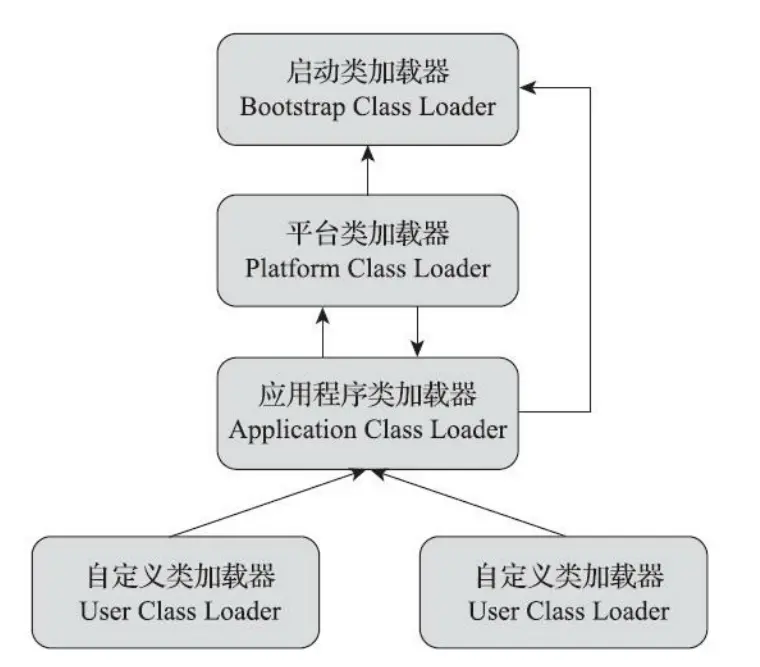 启动类加载器
Bootstrap Class Loader
平台类加载器
Platform Class Loader
应用程序类加载器
Application Class Loader
自定义类加载器
User Class Loader
自定义类加载器
User Class Loader